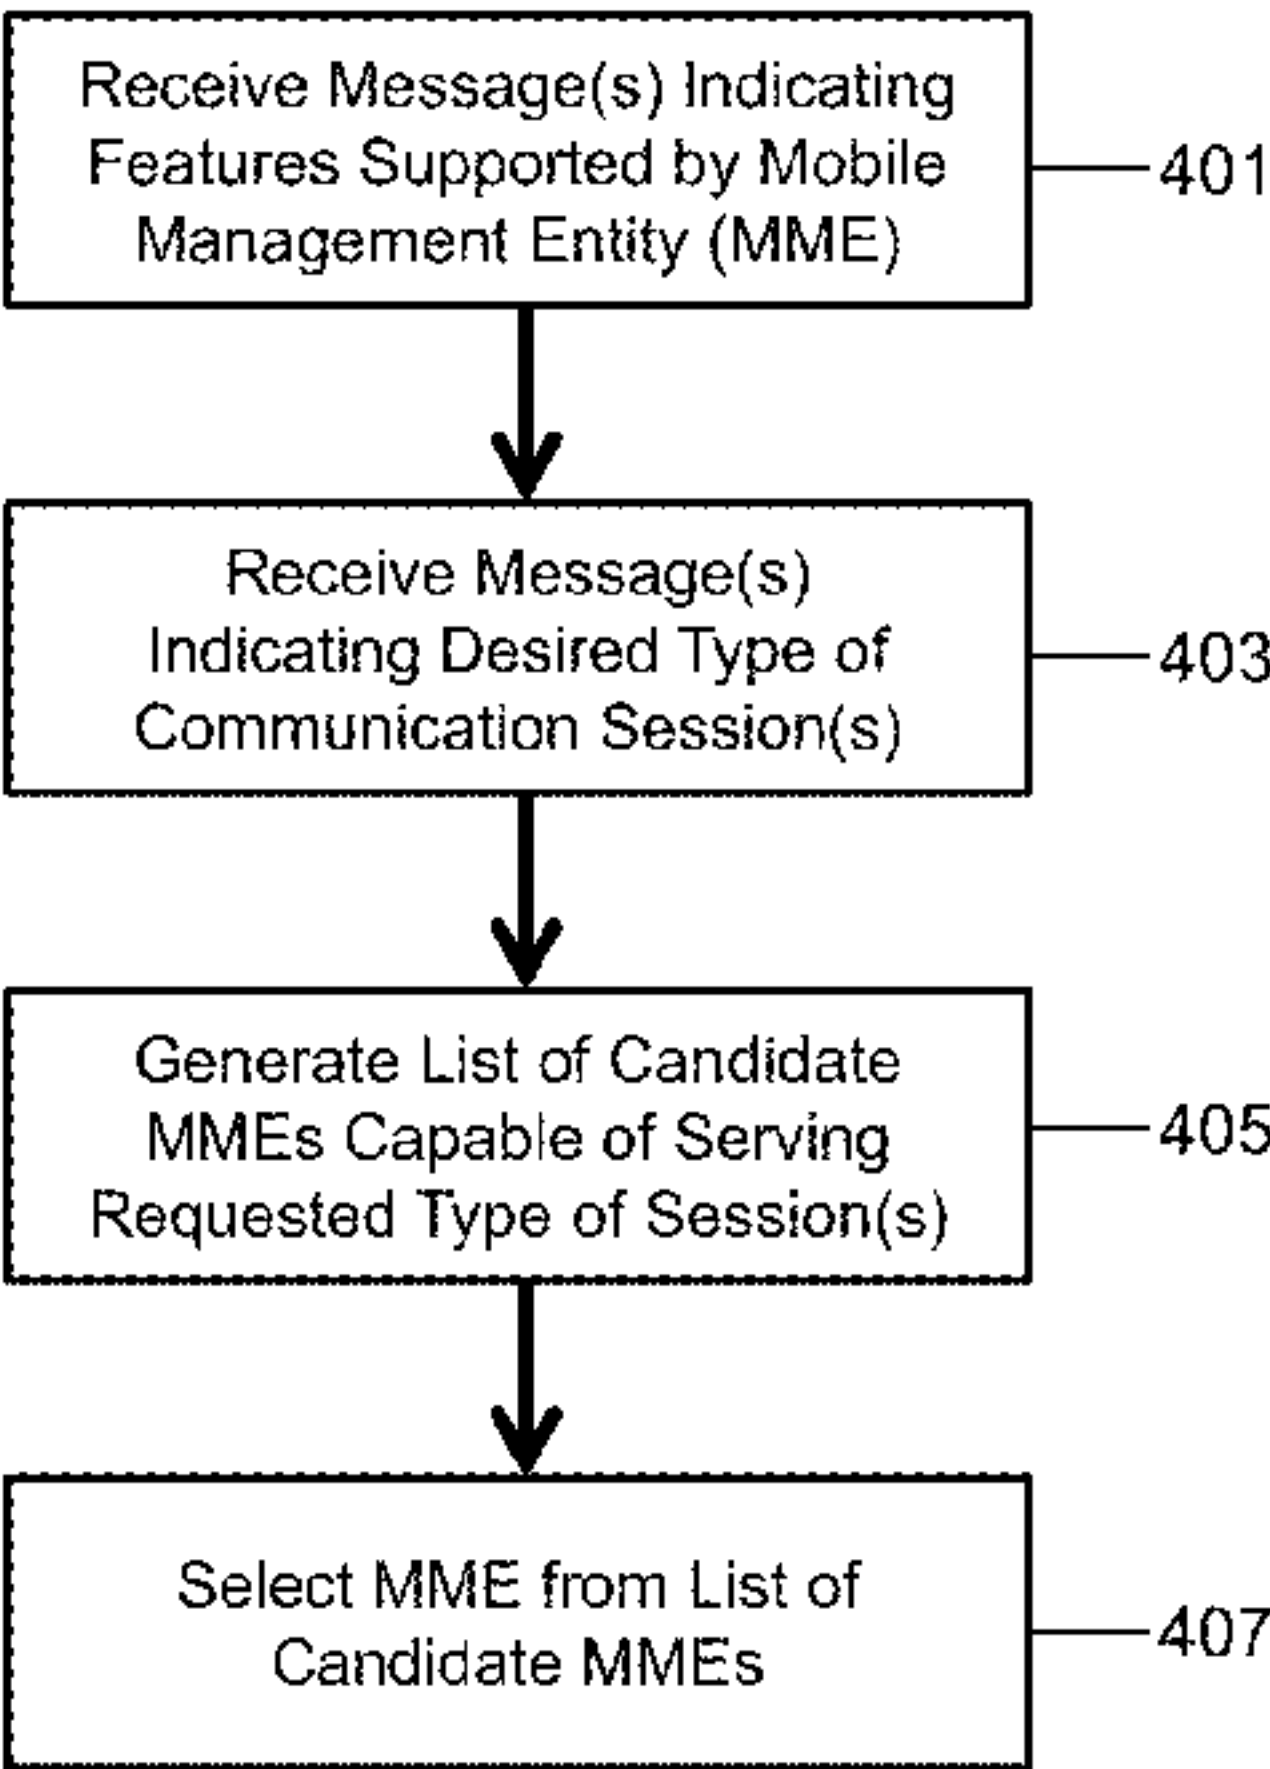 Receive Message(s) Indicating
Features Supported by Mobile
Management Entity (MME)
401
Receive Message(s)
Indicating Desired Type of
Communication Session(s)
403
Generate List of Candidate
MMEs Capable of Serving
Requested Type of Session(s)
405
Select MME from List of
Candidate MMEs
407